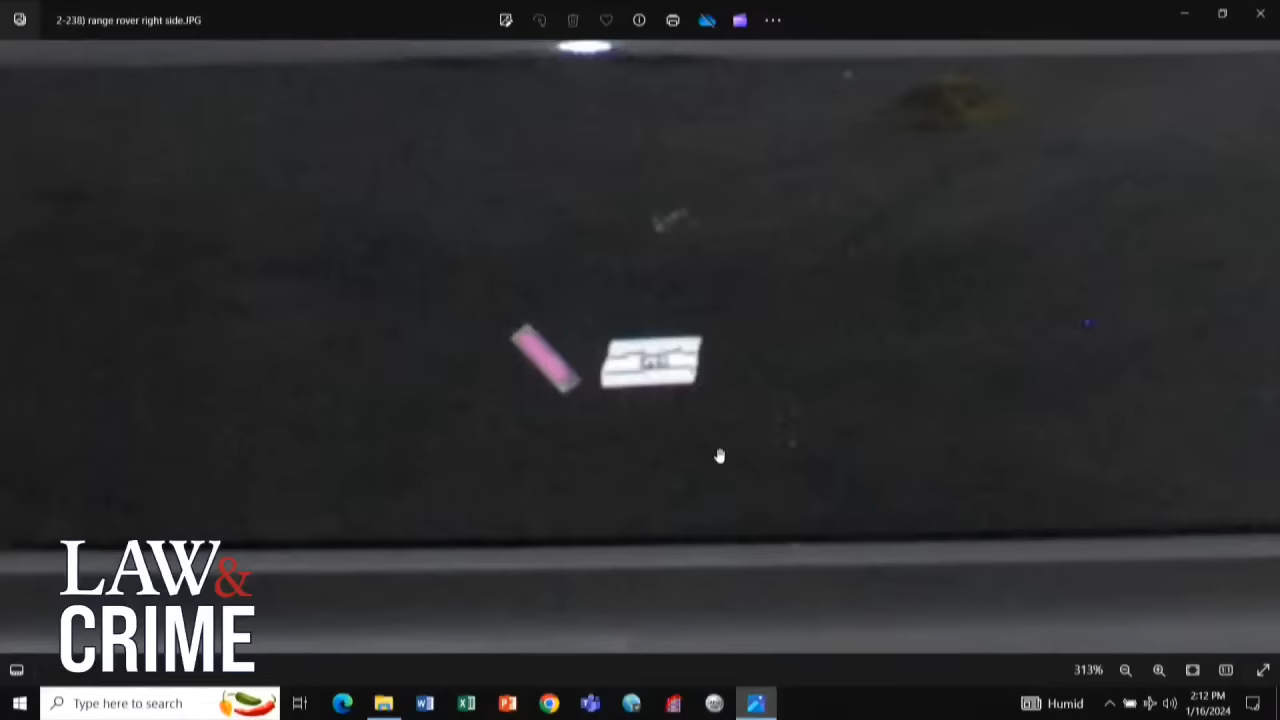 2-238) range rover right side.JPG
LAW&
CRIME
313%
Type here to search
Humid
2:12 PM
1/16/2024